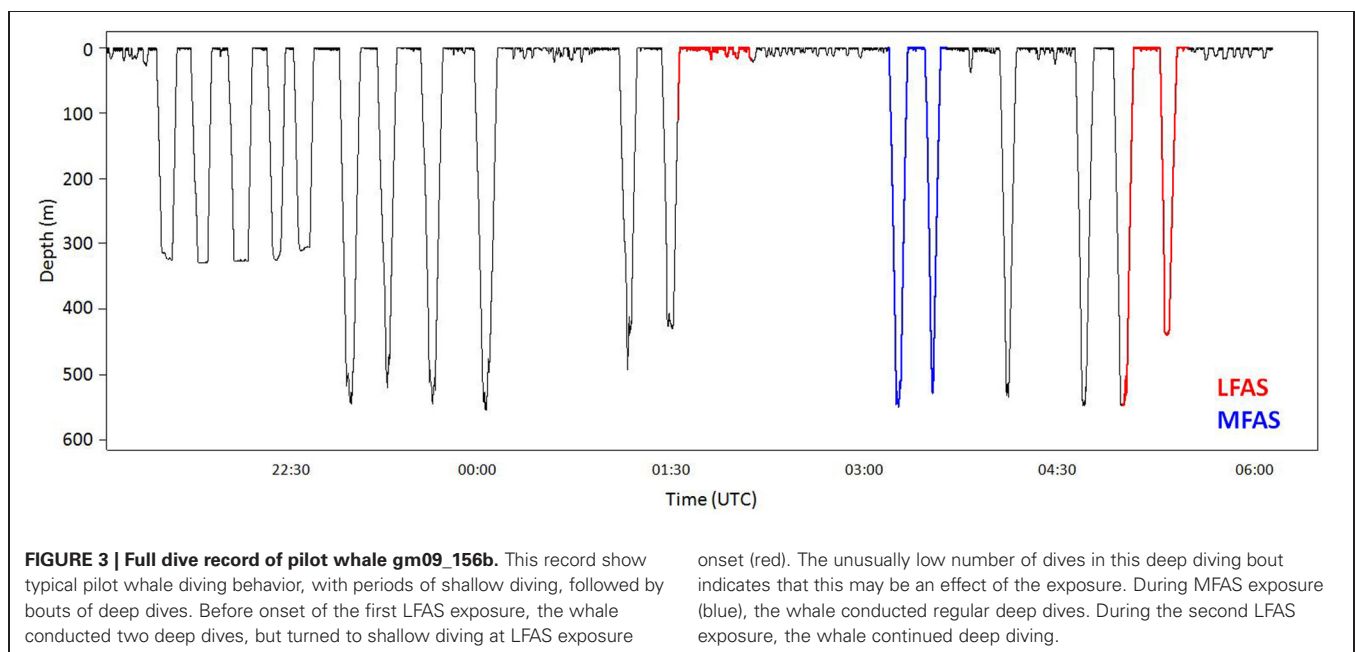 0
100
200
300
400
500
600
Depth (m)
LFAS
MFAS
22:30
00:00
01:30
03:00
04:30
06:00
Time (UTC)
FIGURE 3 | Full dive record of pilot whale gm09_156b. This record show
typical pilot whale diving behavior, with periods of shallow diving, followed by
bouts of deep dives. Before onset of the first LFAS exposure, the whale
conducted two deep dives, but turned to shallow diving at LFAS exposure
onset (red). The unusually low number of dives in this deep diving bout
indicates that this may be an effect of the exposure. During MFAS exposure
(blue), the whale conducted regular deep dives. During the second LFAS
exposure, the whale continued deep diving.